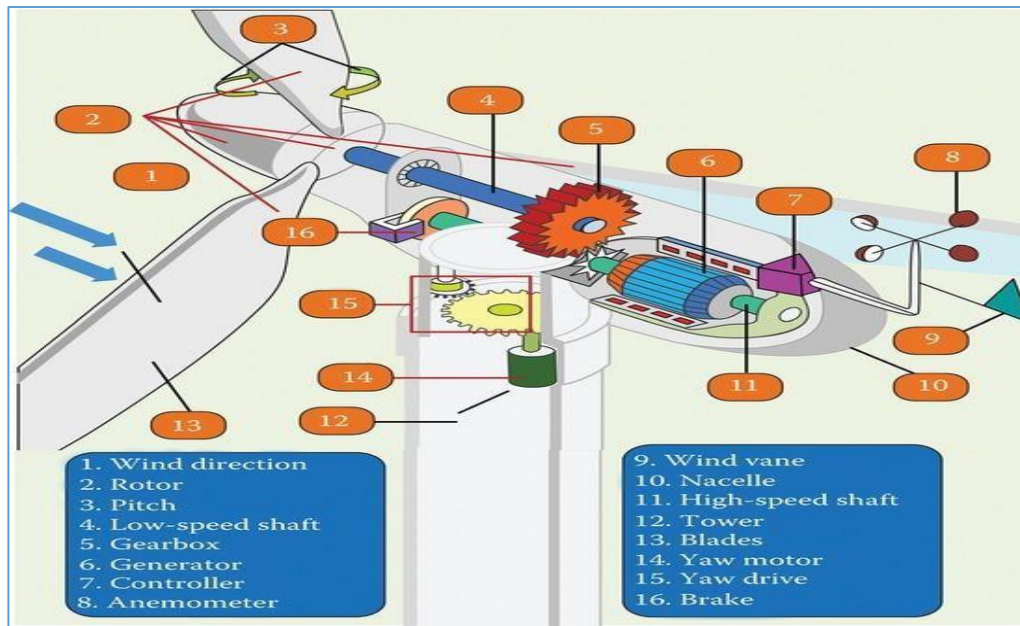 3
4
5
2
6
8
1
7
16
15
9
14
11
10
12
13
1. Wind direction
2. Rotor
3. Pitch
4. Low-speed shaft
5. Gearbox
6. Generator
7. Controller
8. Anemometer
9. Wind vane
10. Nacelle
11. High-speed shaft
12. Tower
13. Blades
14. Yaw motor
15. Yaw drive
16. Brake